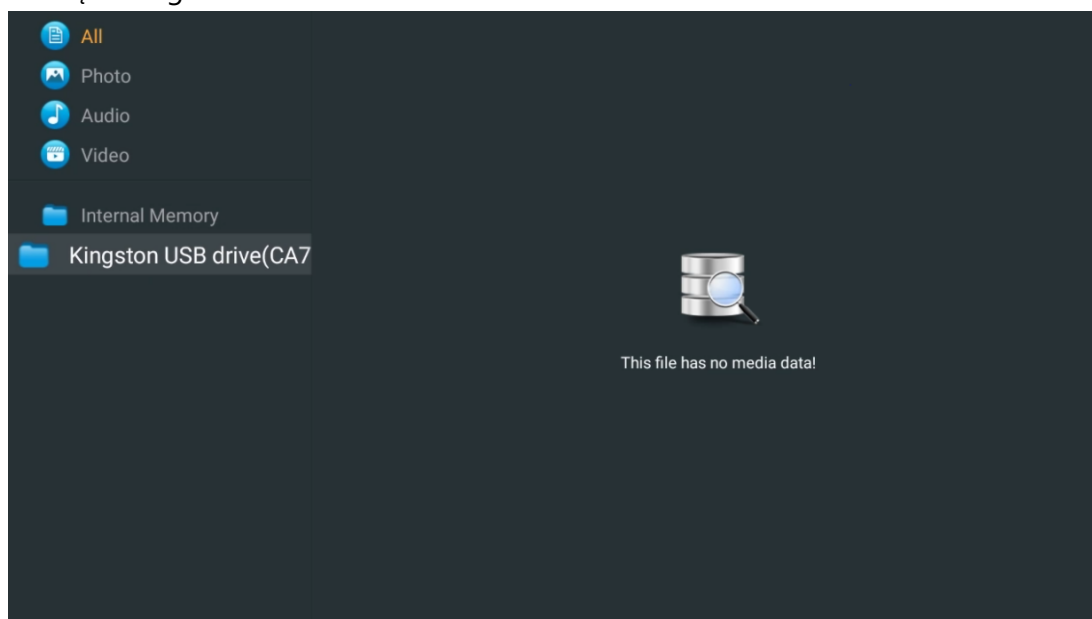 All
Photo
Audio
Video
Internal Memory
Kingston USB drive(CA7
This file has no media data!